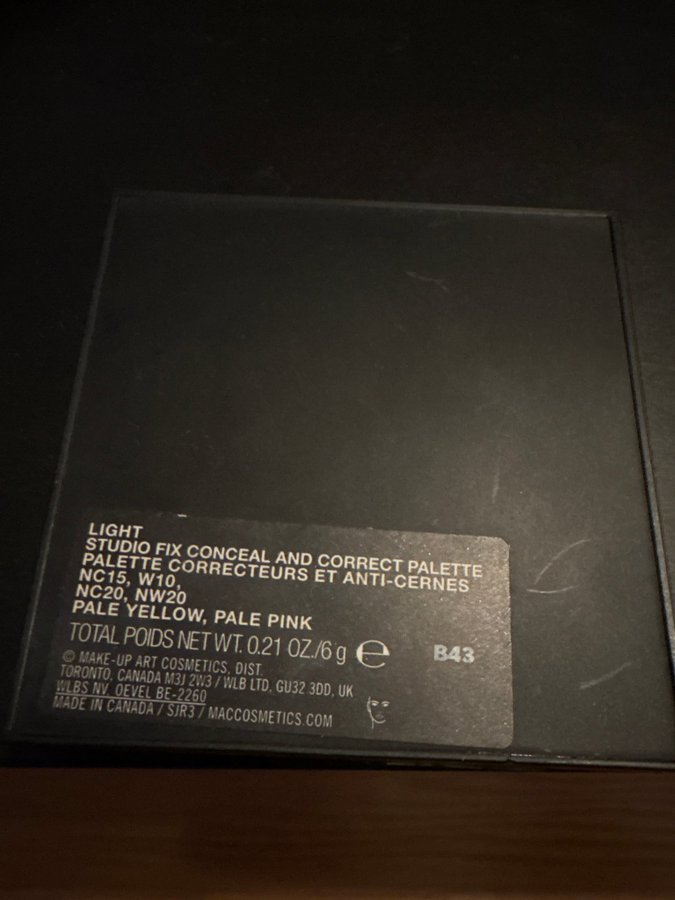 LIGHT
STUDIO FIX CONCEAL AND CORRECT PALETTE
PALETTE CORRECTEURS ET ANTI-CERNES
NC15, W10,
NC20, NW20
PALE YELLOW, PALE PINK
TOTAL POIDS NET WT. 0.21 OZ./6 g ℮
B43
© MAKE-UP ART COSMETICS, DIST.
TORONTO, CANADA M3J 2W3 / WLB LTD, GU32 3DD, UK
WLBS NV. OEVEL BE-2260
MADE IN CANADA / SJR3 / MACCOSMETICS.COM